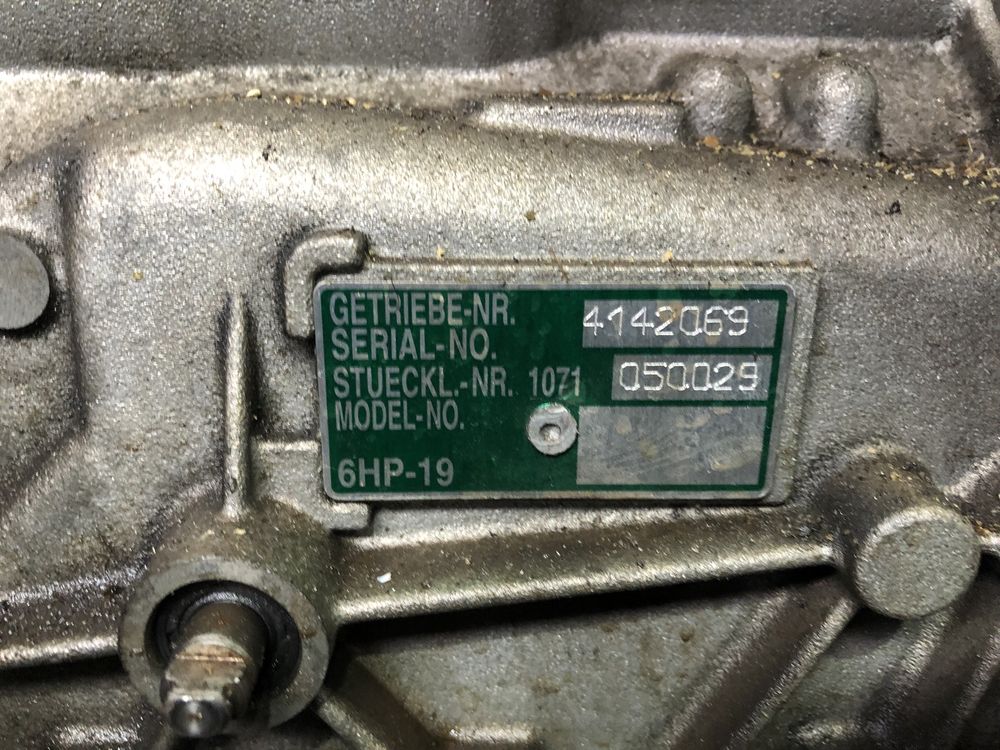 GETRIEBE-NR. 4142069
SERIAL-NO.
STUECKL.-NR. 1071 050029
MODEL-NO.
6HP-19